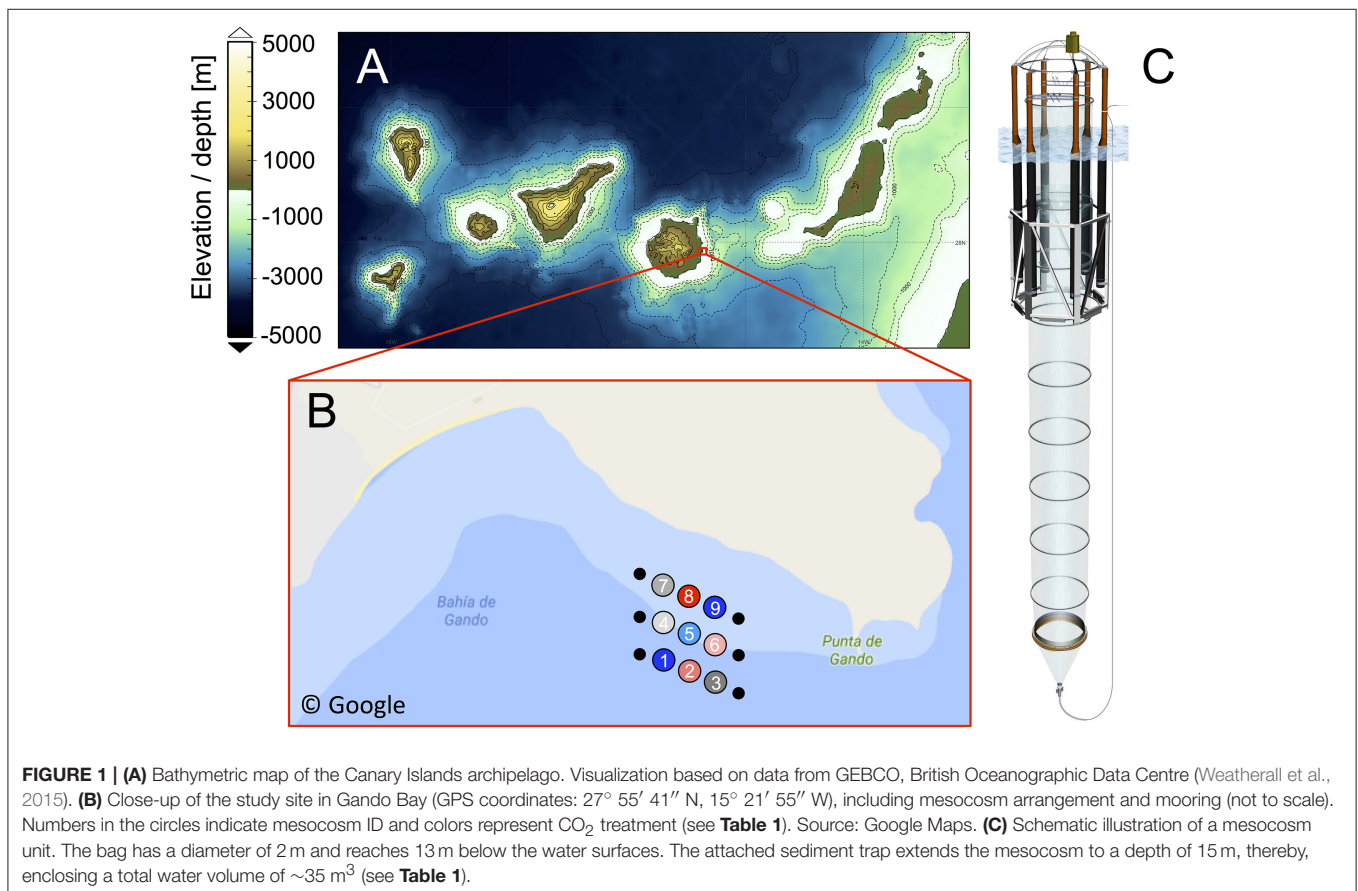 Elevation / depth [m]
5000
3000
1000
-1000
-3000
-5000
A
28N
14W
-1000
B
Bahía de
Gando
7
8
9
4
5
6
1
2
3
Punta de
Gando
© Google
C
FIGURE 1 | (A) Bathymetric map of the Canary Islands archipelago. Visualization based on data from GEBCO, British Oceanographic Data Centre (Weatherall et al.,
2015). (B) Close-up of the study site in Gando Bay (GPS coordinates: 27° 55′ 41″ N, 15° 21′ 55″ W), including mesocosm arrangement and mooring (not to scale).
Numbers in the circles indicate mesocosm ID and colors represent CO₂ treatment (see Table 1). Source: Google Maps. (C) Schematic illustration of a mesocosm
unit. The bag has a diameter of 2 m and reaches 13 m below the water surfaces. The attached sediment trap extends the mesocosm to a depth of 15 m, thereby,
enclosing a total water volume of ∼35 m³ (see Table 1).